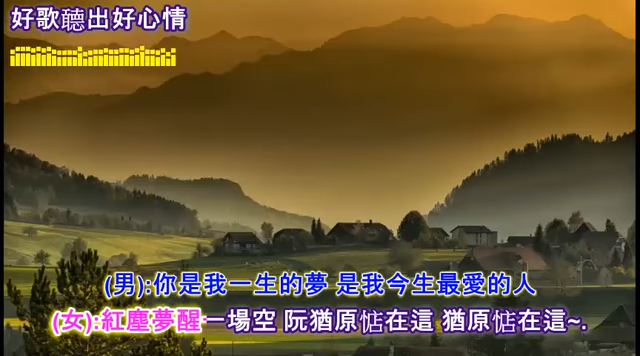 好歌聽出好心情
(男):你是我一生的夢 是我今生最愛的人
(女):紅塵夢醒一場空 阮猶原惦在這 猶原惦在這~.